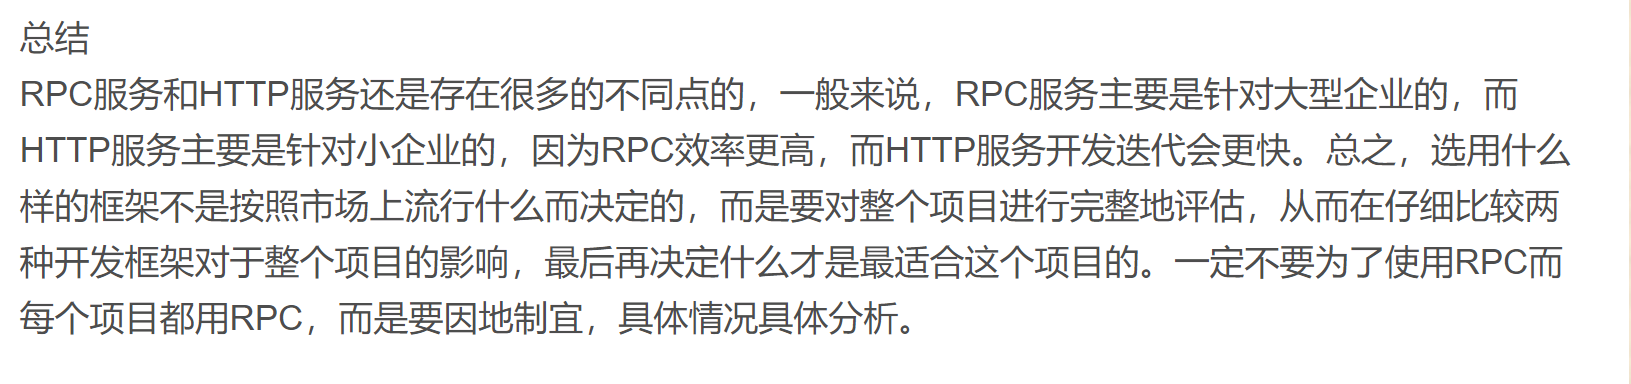 总结
RPC服务和HTTP服务还是存在很多的不同点的，一般来说，RPC服务主要是针对大型企业的，而
HTTP服务主要是针对小企业的，因为RPC效率更高，而HTTP服务开发迭代会更快。总之，选用什么
样的框架不是按照市场上流行什么而决定的，而是要对整个项目进行完整地评估，从而在仔细比较两
种开发框架对于整个项目的影响，最后再决定什么才是最适合这个项目的。一定不要为了使用RPC而
每个项目都用RPC，而是要因地制宜，具体情况具体分析。